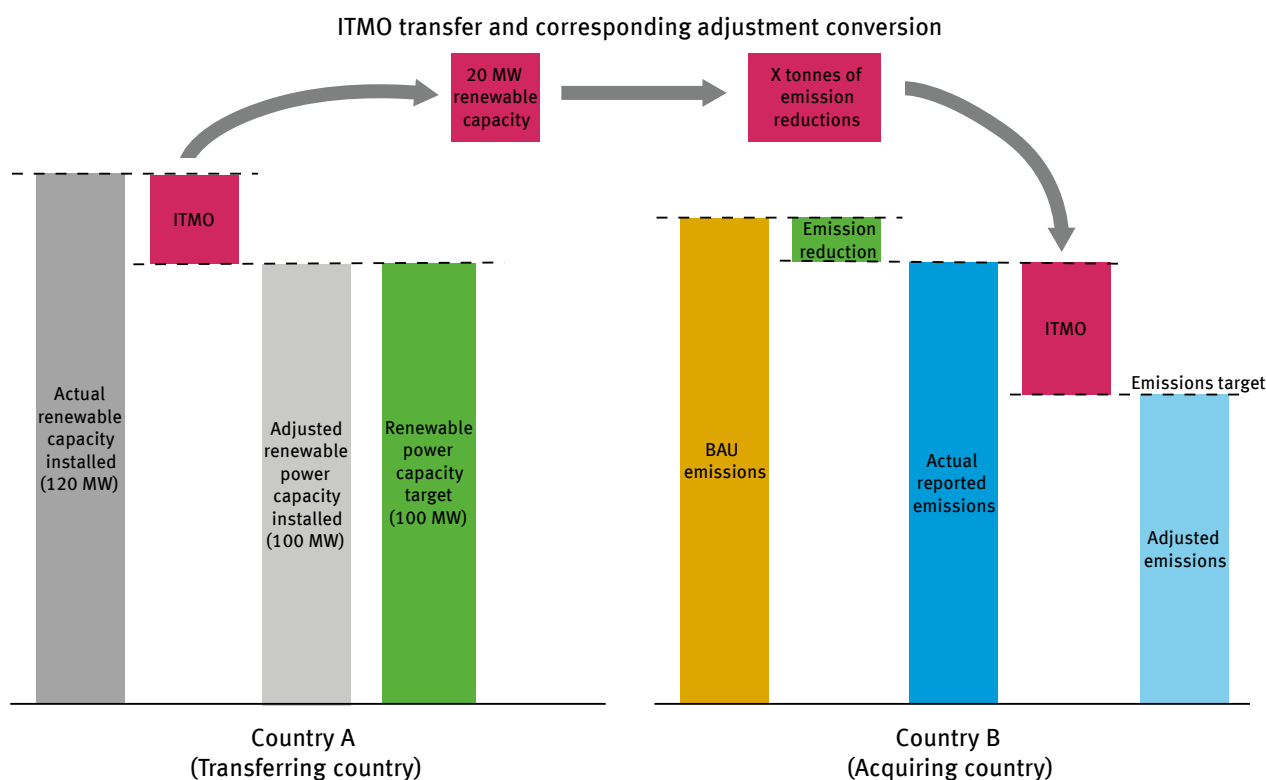 ITMO transfer and corresponding adjustment conversion
20 MW
renewable
capacity
X tonnes of
emission
reductions
ITMO
Actual
renewable
capacity
installed
(120 MW)
Adjusted
renewable
power
capacity
installed
(100 MW)
Renewable
power
capacity
target
(100 MW)
Country A
(Transferring country)
BAU
emissions
Emission
reduction
Actual
reported
emissions
ITMO
Emissions target
Adjusted
emissions
Country B
(Acquiring country)